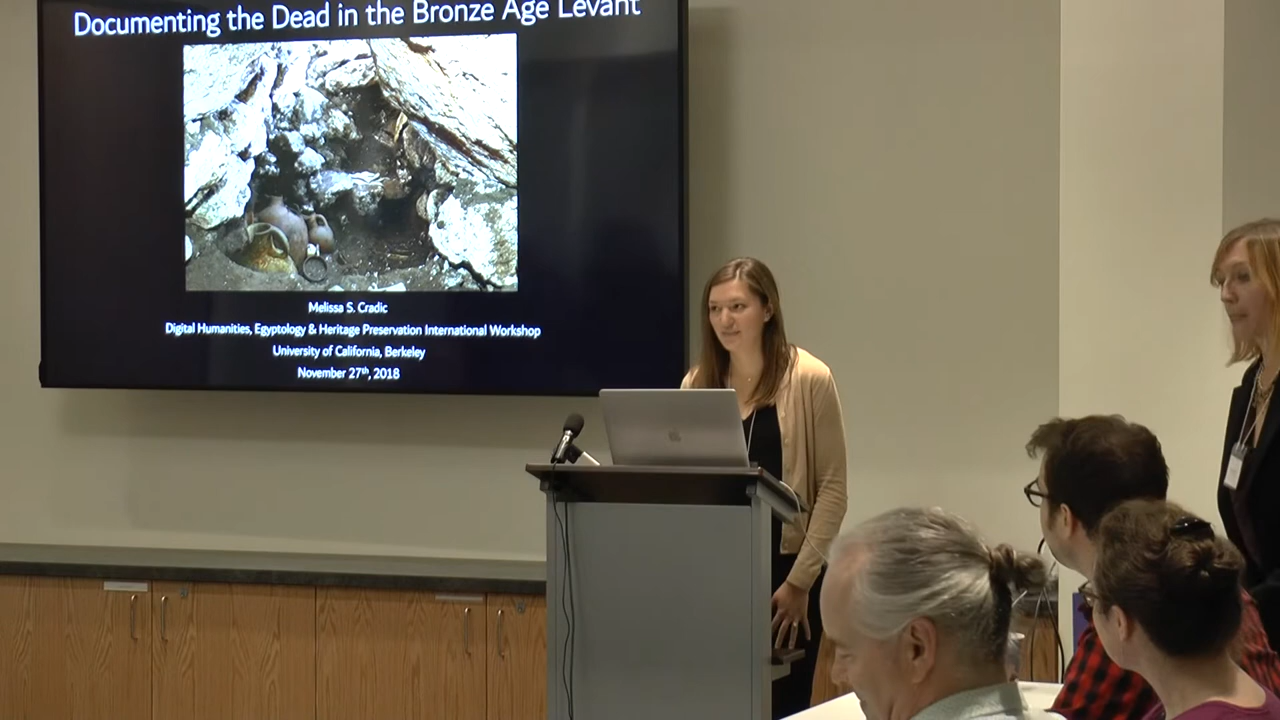 Documenting the Dead in the Bronze Age Levant
Melissa S. Cradic
Digital Humanities, Egyptology & Heritage Preservation International Workshop
University of California, Berkeley
November 27th, 2018